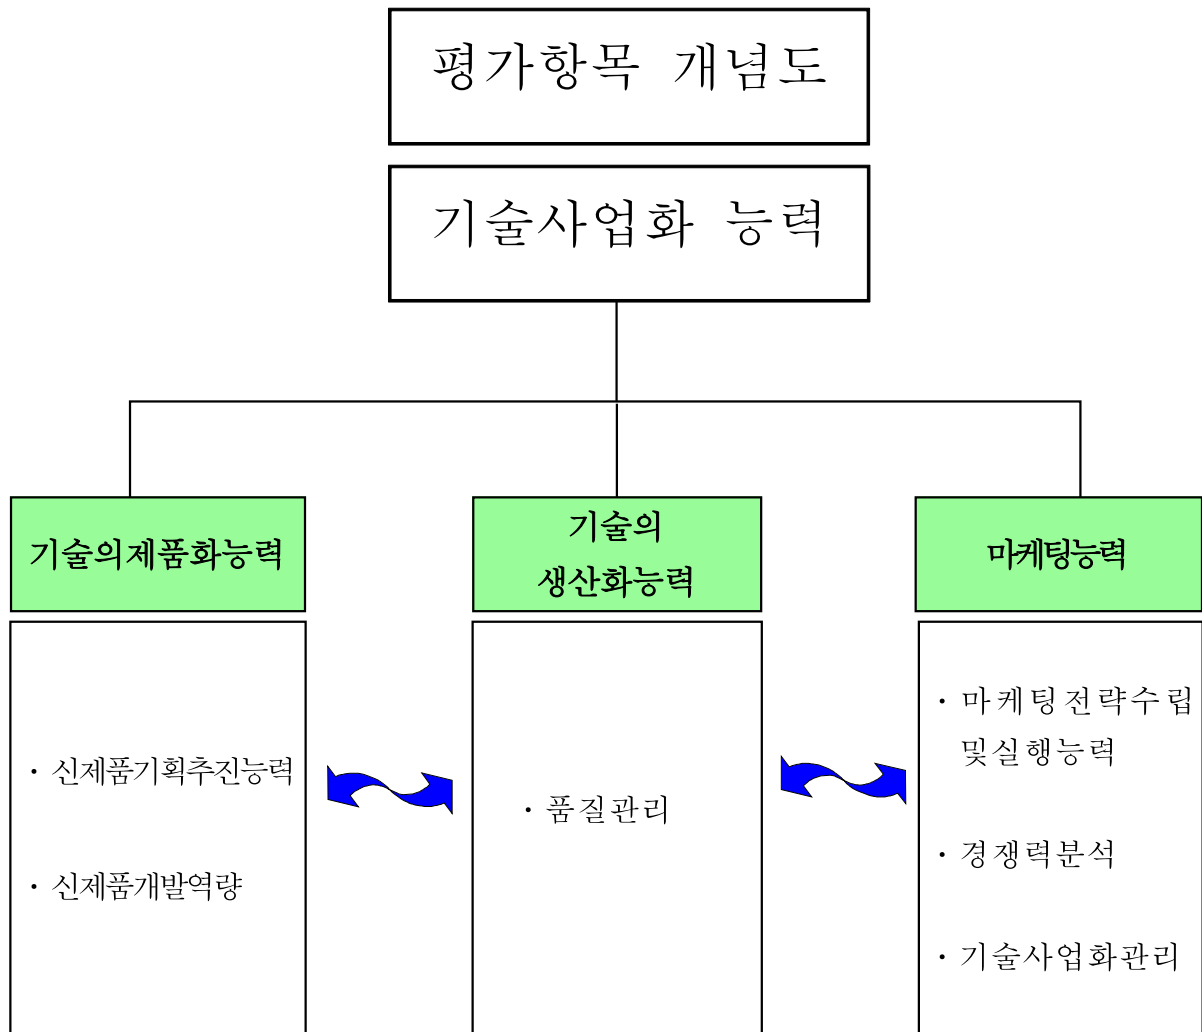 평가항목 개념도
기술사업화 능력
기술의제품화능력
· 신제품기획추진능력
· 신제품개발역량
기술의
생산화능력
· 품질관리
마케팅능력
· 마케팅전략수립
및실행능력
· 경쟁력분석
· 기술사업화관리